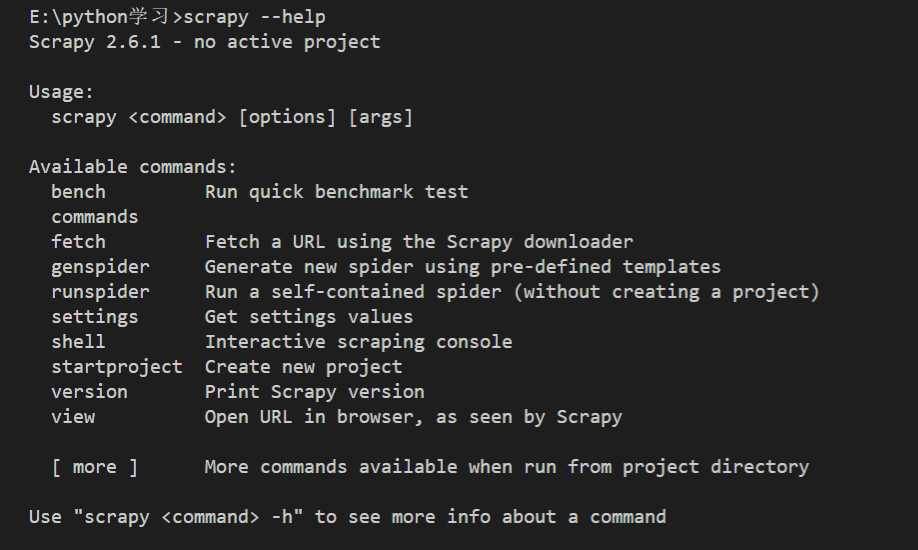 E:\python学习>scrapy --help
Scrapy 2.6.1 - no active project
Usage:
scrapy <command> [options] [args]
Available commands:
bench Run quick benchmark test
commands
fetch Fetch a URL using the Scrapy downloader
genspider Generate new spider using pre-defined templates
runspider Run a self-contained spider (without creating a project)
settings Get settings values
shell Interactive scraping console
startproject Create new project
version Print Scrapy version
view Open URL in browser, as seen by Scrapy
[ more ] More commands available when run from project directory
Use "scrapy <command> -h" to see more info about a command